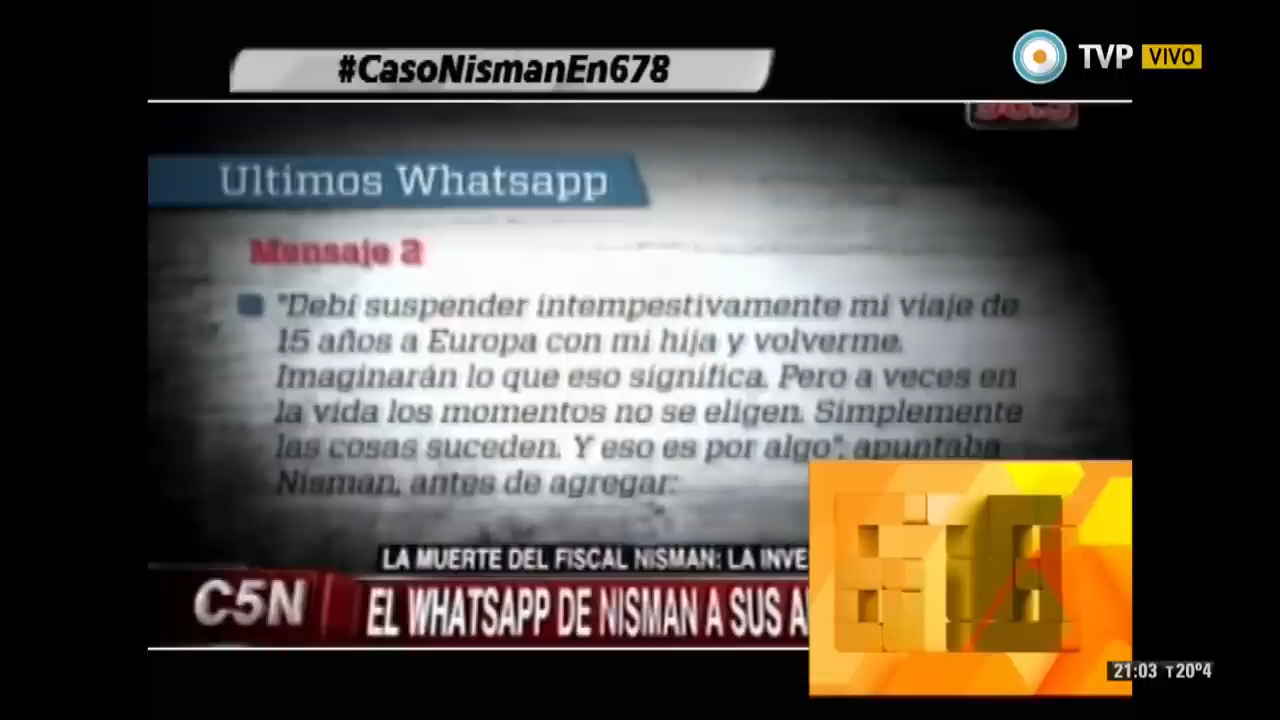 #CasoNismanEn678
TVP VIVO
Ultimos Whatsapp
Mensaje 2
"Debí suspender intempestivamente mi viaje de
15 años a Europa con mi hija y volverme.
Imaginarán lo que eso significa. Pero a veces en
la vida los momentos no se eligen. Simplemente
las cosas suceden. Y eso es por algo", apuntaba
Nisman, antes de agregar:
LA MUERTE DEL FISCAL NISMAN: LA INVE
C5N
EL WHATSAPP DE NISMAN A SUS A
21:03 T20º4